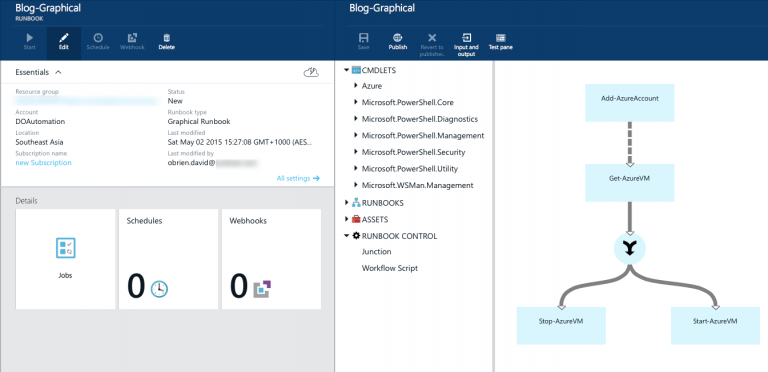 Blog-Graphical
RUNBOOK
Start
Edit
Schedule
Webhook
Delete
Essentials
Resource group
Status
New
Account
DOAutomation
Runbook type
Graphical Runbook
Location
Southeast Asia
Last modified
Sat May 02 2015 15:27:08 GMT+1000 (AES...
Subscription name
new Subscription
Last modified by
obrien.david@
All settings →
Details
Jobs
Schedules
0
Webhooks
0
Blog-Graphical
Save
Publish
Revert to
publishe...
Input and
output
Test pane
CMDLETS
Azure
Microsoft.PowerShell.Core
Microsoft.PowerShell.Diagnostics
Microsoft.PowerShell.Management
Microsoft.PowerShell.Security
Microsoft.PowerShell.Utility
Microsoft.WSMan.Management
RUNBOOKS
ASSETS
RUNBOOK CONTROL
Junction
Workflow Script
Add-AzureAccount
Get-AzureVM
Stop-AzureVM
Start-AzureVM